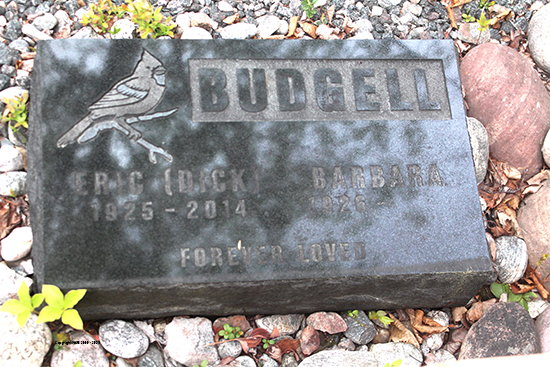 BUDGELL
ERIC (DICK) BARBARA
1925 - 2014 1926 -
FOREVER LOVED